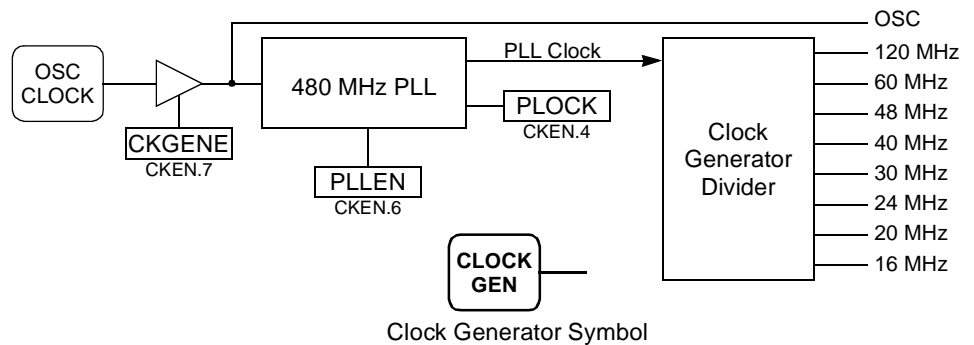 OSC
CLOCK
CKGENE
CKEN.7
480 MHz PLL
PLLEN
CKEN.6
PLL Clock
PLOCK
CKEN.4
Clock
Generator
Divider
OSC
120 MHz
60 MHz
48 MHz
40 MHz
30 MHz
24 MHz
20 MHz
16 MHz
CLOCK
GEN
Clock Generator Symbol